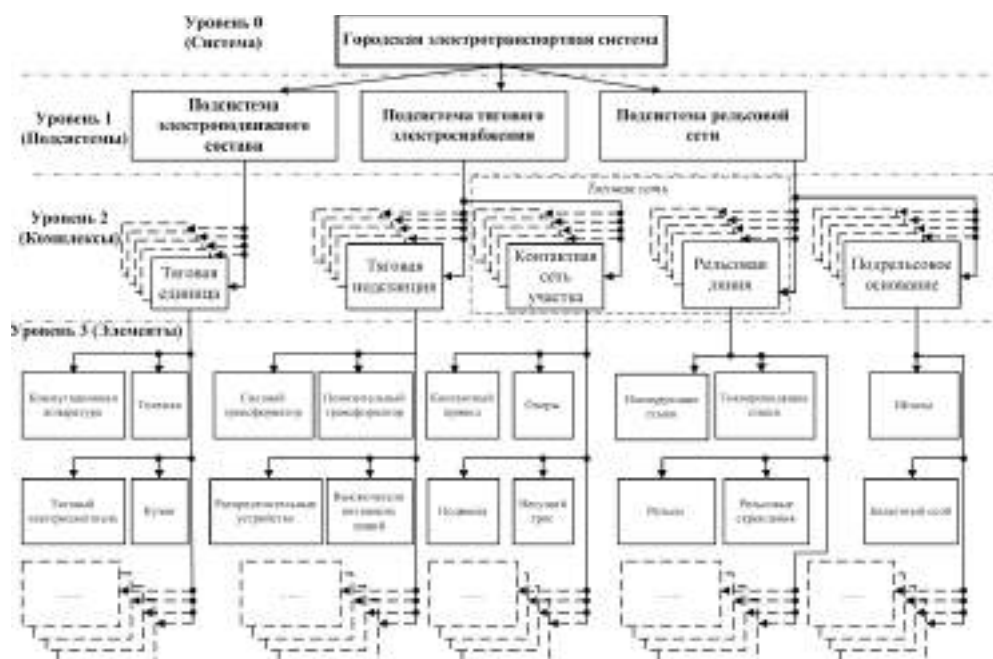 Уровень 0
(Система)
Городская электротранспортная система
Уровень 1
(Подсистемы)
Подсистема
электроподвижного
состава
Подсистема тягового
электроснабжения
Подсистема рельсовой
сети
Уровень 2
(Комплексы)
Тяговая сеть
Тяговая
единица
Тяговая
подстанция
Контактная
сеть
участка
Рельсовая
линия
Подрельсовое
основание
Уровень 3 (Элементы)
Коммутационная
аппаратура
Тележка
Силовой
трансформатор
Понизительный
трансформатор
Контактный
провод
Опоры
стыки
Токопроводящие
стыки
Шпалы
Тяговый
электродвигатель
Кузов
Распределительные
устройства
Выключатели
питающих
линий
Подвеска
Несущий
трос
Рельсы
Рельсовые
скрепления
Балластный слой